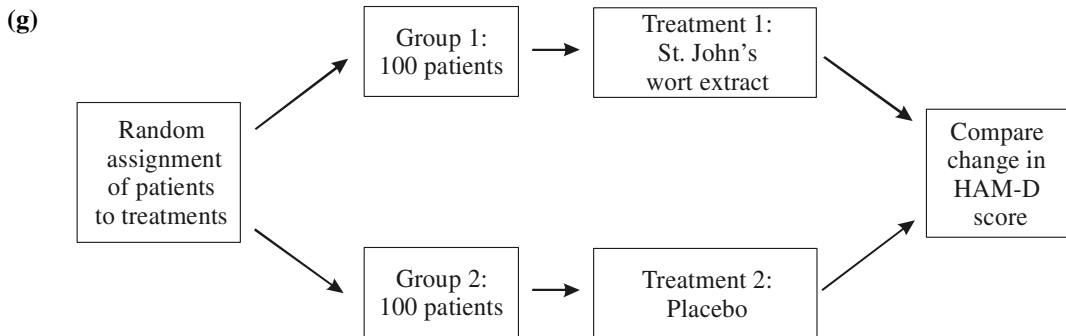 (g)
Random
assignment
of patients
to treatments
Group 1:
100 patients
Treatment 1:
St. John’s
wort extract
Group 2:
100 patients
Treatment 2:
Placebo
Compare
change in
HAM-D
score